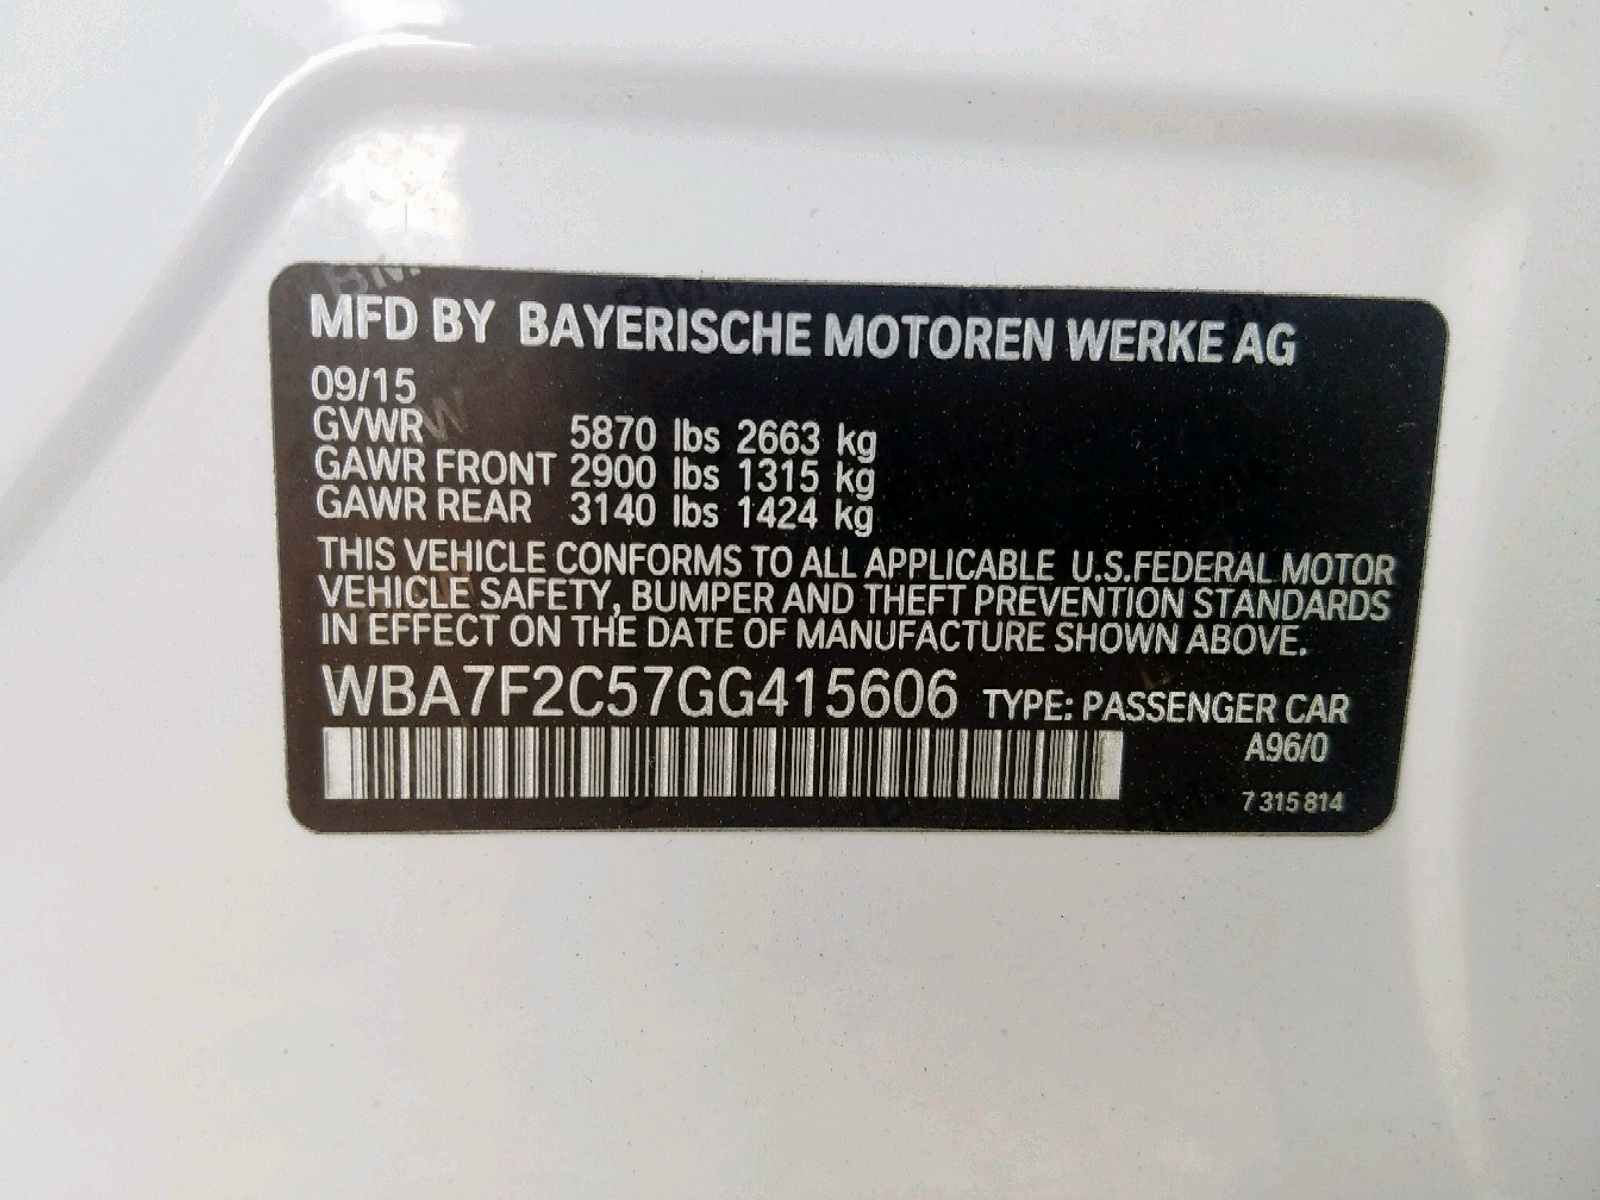 MFD BY BAYERISCHE MOTOREN WERKE AG
09/15
GVWR 5870 lbs 2663 kg
GAWR FRONT 2900 lbs 1315 kg
GAWR REAR 3140 lbs 1424 kg
THIS VEHICLE CONFORMS TO ALL APPLICABLE U.S.FEDERAL MOTOR
VEHICLE SAFETY, BUMPER AND THEFT PREVENTION STANDARDS
IN EFFECT ON THE DATE OF MANUFACTURE SHOWN ABOVE.
WBA7F2C57GG415606 TYPE: PASSENGER CAR
A96/0
7 315 814